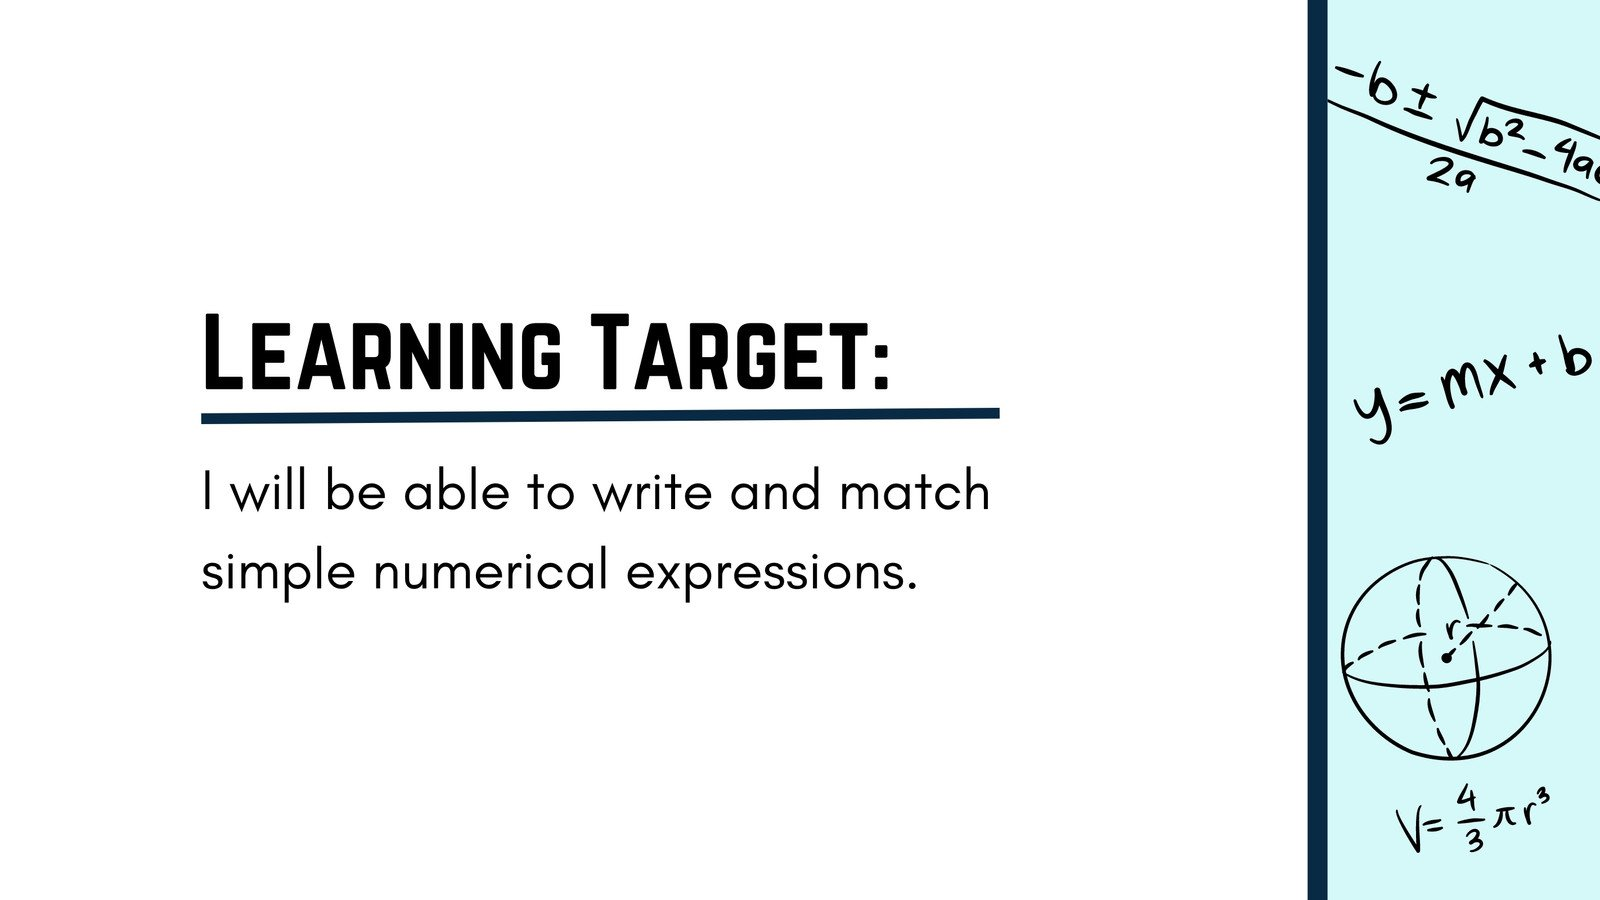 Learning Target:
I will be able to write and match
simple numerical expressions.
-b ± √b² - 4a
2a
y = mx + b
r
V = 4/3 πr³